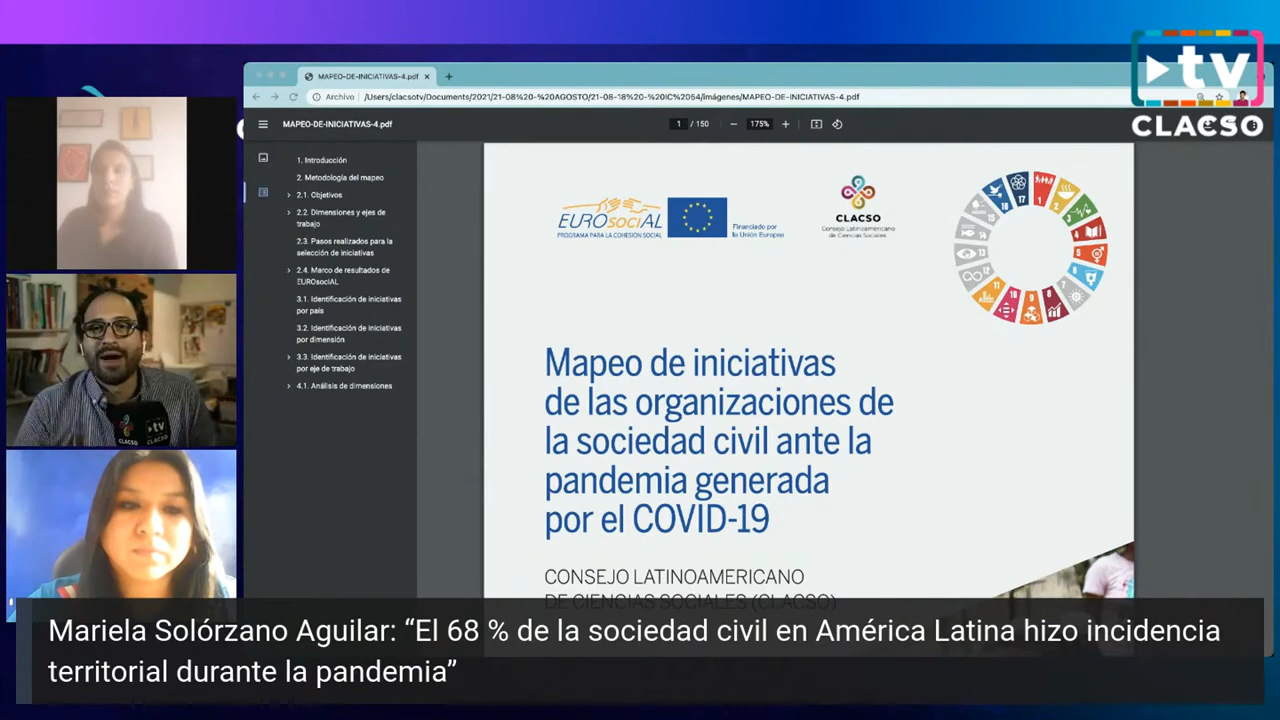 tv
CLACSO
MAPEO-DE-INICIATIVAS-4.pdf
Archivo /Users/clacsotv/Documents/2021/21-08%20-%20AGOSTO/21-08-18%20-%20IC%2054/imágenes/MAPEO-DE-INICIATIVAS-4.pdf
MAPEO-DE-INICIATIVAS-4.pdf
1 / 150
175%
1. Introducción
2. Metodología del mapeo
2.1. Objetivos
2.2. Dimensiones y ejes de
trabajo
2.3. Pasos realizados para la
selección de iniciativas
2.4. Marco de resultados de
EUROsociAL
3.1. Identificación de iniciativas
por país
3.2. Identificación de iniciativas
por dimensión
3.3. Identificación de iniciativas
por eje de trabajo
4.1. Análisis de dimensiones
EUROsociAL
PROGRAMA PARA LA COHESIÓN SOCIAL
Financiado por
la Unión Europea
CLACSO
Consejo Latinoamericano
de Ciencias Sociales
Mapeo de iniciativas
de las organizaciones de
la sociedad civil ante la
pandemia generada
por el COVID-19
CONSEJO LATINOAMERICANO
DE CIENCIAS SOCIALES (CLACSO)
CLACSO
tv
CLACSO
Mariela Solórzano Aguilar: “El 68 % de la sociedad civil en América Latina hizo incidencia
territorial durante la pandemia”